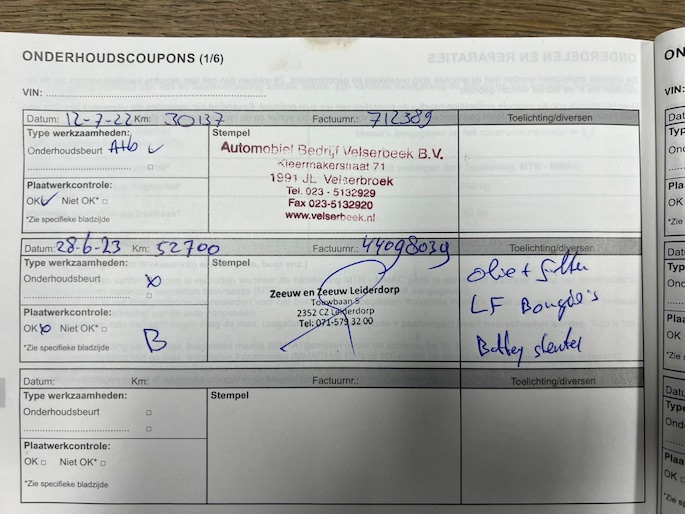 ONDERHOUDSCOUPONS (1/6)
VIN:
Datum: 12-7-22 Km: 30137 Factuurnr.: 712389 Toelichting/diversen
Type werkzaamheden: Stempel
Onderhoudsbeurt A+b
Automobiel Bedrijf Velserbeek B.V.
Kleermakerstraat 71
1991 JL Velserbroek
Tel. 023 - 5132929
Fax 023-5132920
www.velserbeek.nl
Plaatwerkcontrole:
OK Niet OK*
*Zie specifieke bladzijde
Datum: 28-6-23 Km: 52700 Factuurnr.: 44098039 Toelichting/diversen
Type werkzaamheden: Stempel
Onderhoudsbeurt
Zeeuw en Zeeuw Leiderdorp
Touwbaan 5
2352 CZ Leiderdorp
Tel: 071-579 32 00
olie + filter
LF Bougie's
Battery sleutel
Plaatwerkcontrole:
OK Niet OK*
B
*Zie specifieke bladzijde
Datum: Km: Factuurnr.: Toelichting/diversen
Type werkzaamheden: Stempel
Onderhoudsbeurt
Plaatwerkcontrole:
OK Niet OK*
*Zie specifieke bladzijde